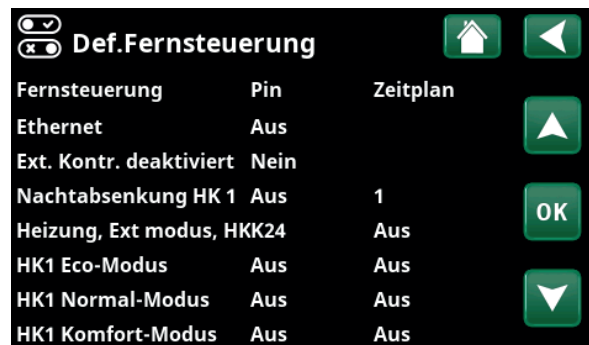 Def.Fernsteuerung
Fernsteuerung Pin Zeitplan
Ethernet Aus
Ext. Kontr. deaktiviert Nein
Nachtabsenkung HK 1 Aus 1
OK
Heizung, Ext modus, HKK24 Aus
HK1 Eco-Modus Aus Aus
HK1 Normal-Modus Aus Aus
HK1 Komfort-Modus Aus Aus